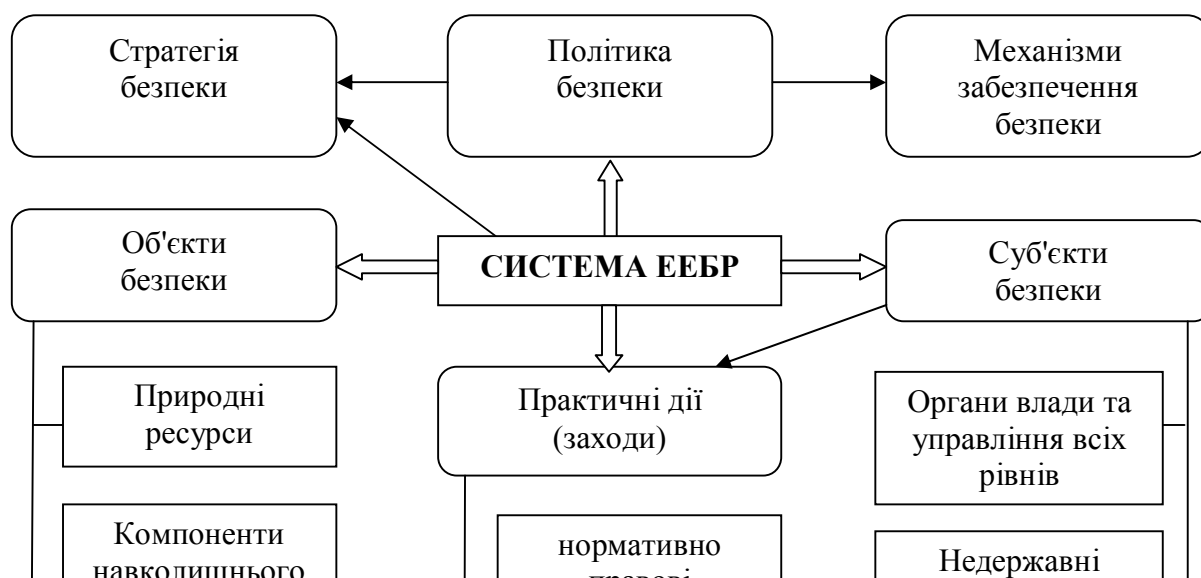 Стратегія
безпеки
Політика
безпеки
Механізми
забезпечення
безпеки
Об'єкти
безпеки
СИСТЕМА ЕЕБР
Суб'єкти
безпеки
Природні
ресурси
Практичні дії
(заходи)
Органи влади та
управління всіх
рівнів
Компоненти
навколишнього
нормативно
правові
Недержавні